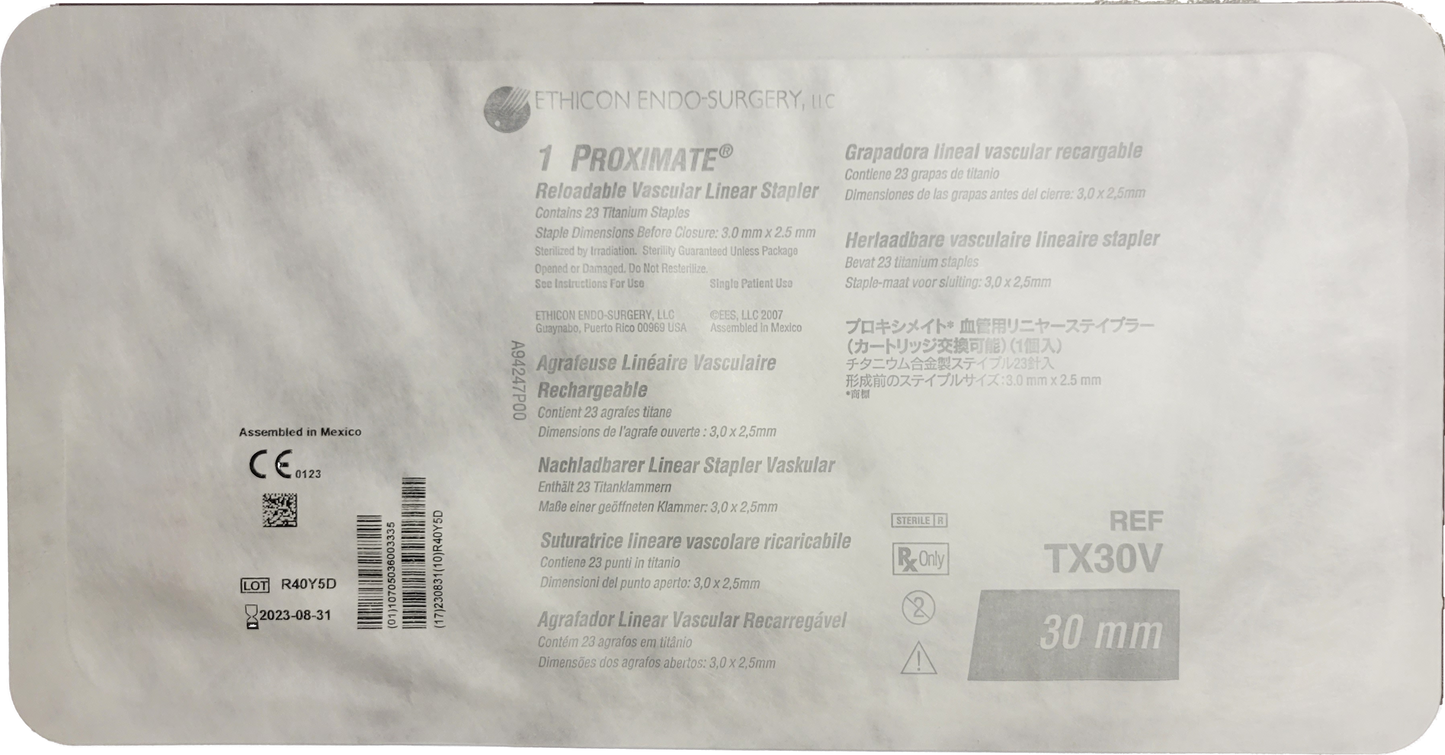 ETHICON ENDO-SURGERY, LLC
1 PROXIMATE®
Reloadable Vascular Linear Stapler
Contains 23 Titanium Staples
Staple Dimensions Before Closure: 3.0 mm x 2.5 mm
Sterilized by Irradiation. Sterility Guaranteed Unless Package
Opened or Damaged. Do Not Resterilize.
See Instructions For Use Single Patient Use
ETHICON ENDO-SURGERY, LLC ©EES, LLC 2007
Guaynabo, Puerto Rico 00969 USA Assembled in Mexico
A94247P00
Agrafeuse Linéaire Vasculaire
Rechargeable
Contient 23 agrafes titane
Dimensions de l'agrafe ouverte : 3,0 x 2,5mm
Nachladbarer Linear Stapler Vaskular
Enthält 23 Titanklammern
Maße einer geöffneten Klammer: 3,0 x 2,5mm
Suturatrice lineare vascolare ricaricabile
Contiene 23 punti in titanio
Dimensioni del punto aperto: 3,0 x 2,5mm
Agrafador Linear Vascular Recarregável
Contém 23 agrafos em titânio
Dimensões dos agrafos abertos: 3,0 x 2,5mm
Grapadora lineal vascular recargable
Contiene 23 grapas de titanio
Dimensiones de las grapas antes del cierre: 3,0 x 2,5mm
Herlaadbare vasculaire lineaire stapler
Bevat 23 titanium staples
Staple-maat voor sluiting: 3,0 x 2,5mm
プロキシメイト* 血管用リニヤーステイプラー
(カートリッジ交換可能)(1個入)
チタニウム合金製ステイプル23針入
形成前のステイプルサイズ:3.0 mm x 2.5 mm
*商標
Assembled in Mexico
CE 0123
LOT R40Y5D
2023-08-31
(01)10705036003335
(17)230831(10)R40Y5D
STERILE R
Rx Only
2
REF
TX30V
30 mm